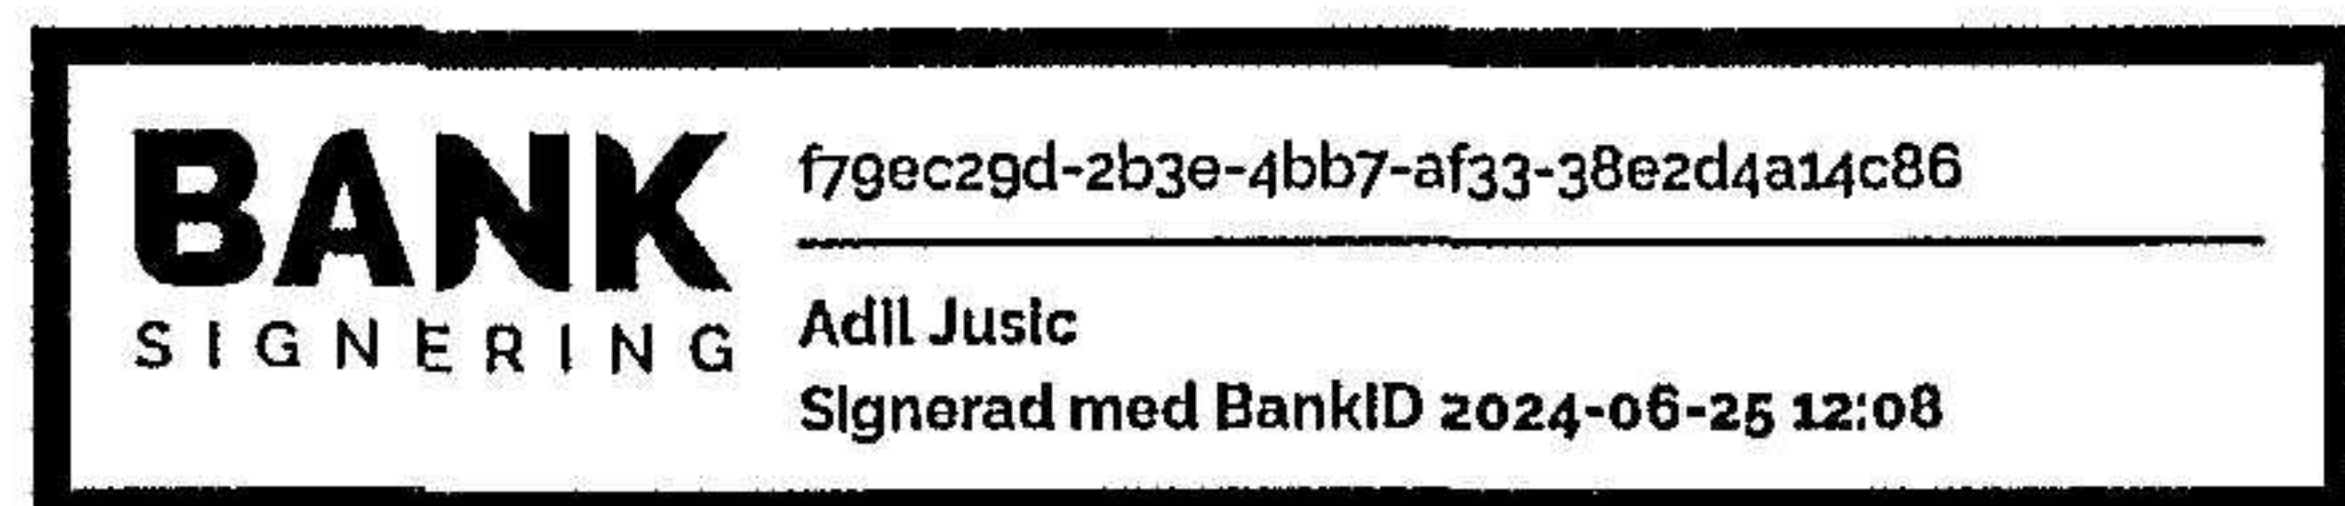 BANK
SIGNERING
f79ec29d-2b3e-4bb7-af33-38e2d4a14c86
Adil Jusic
Signerad med BankID 2024-06-25 12:08